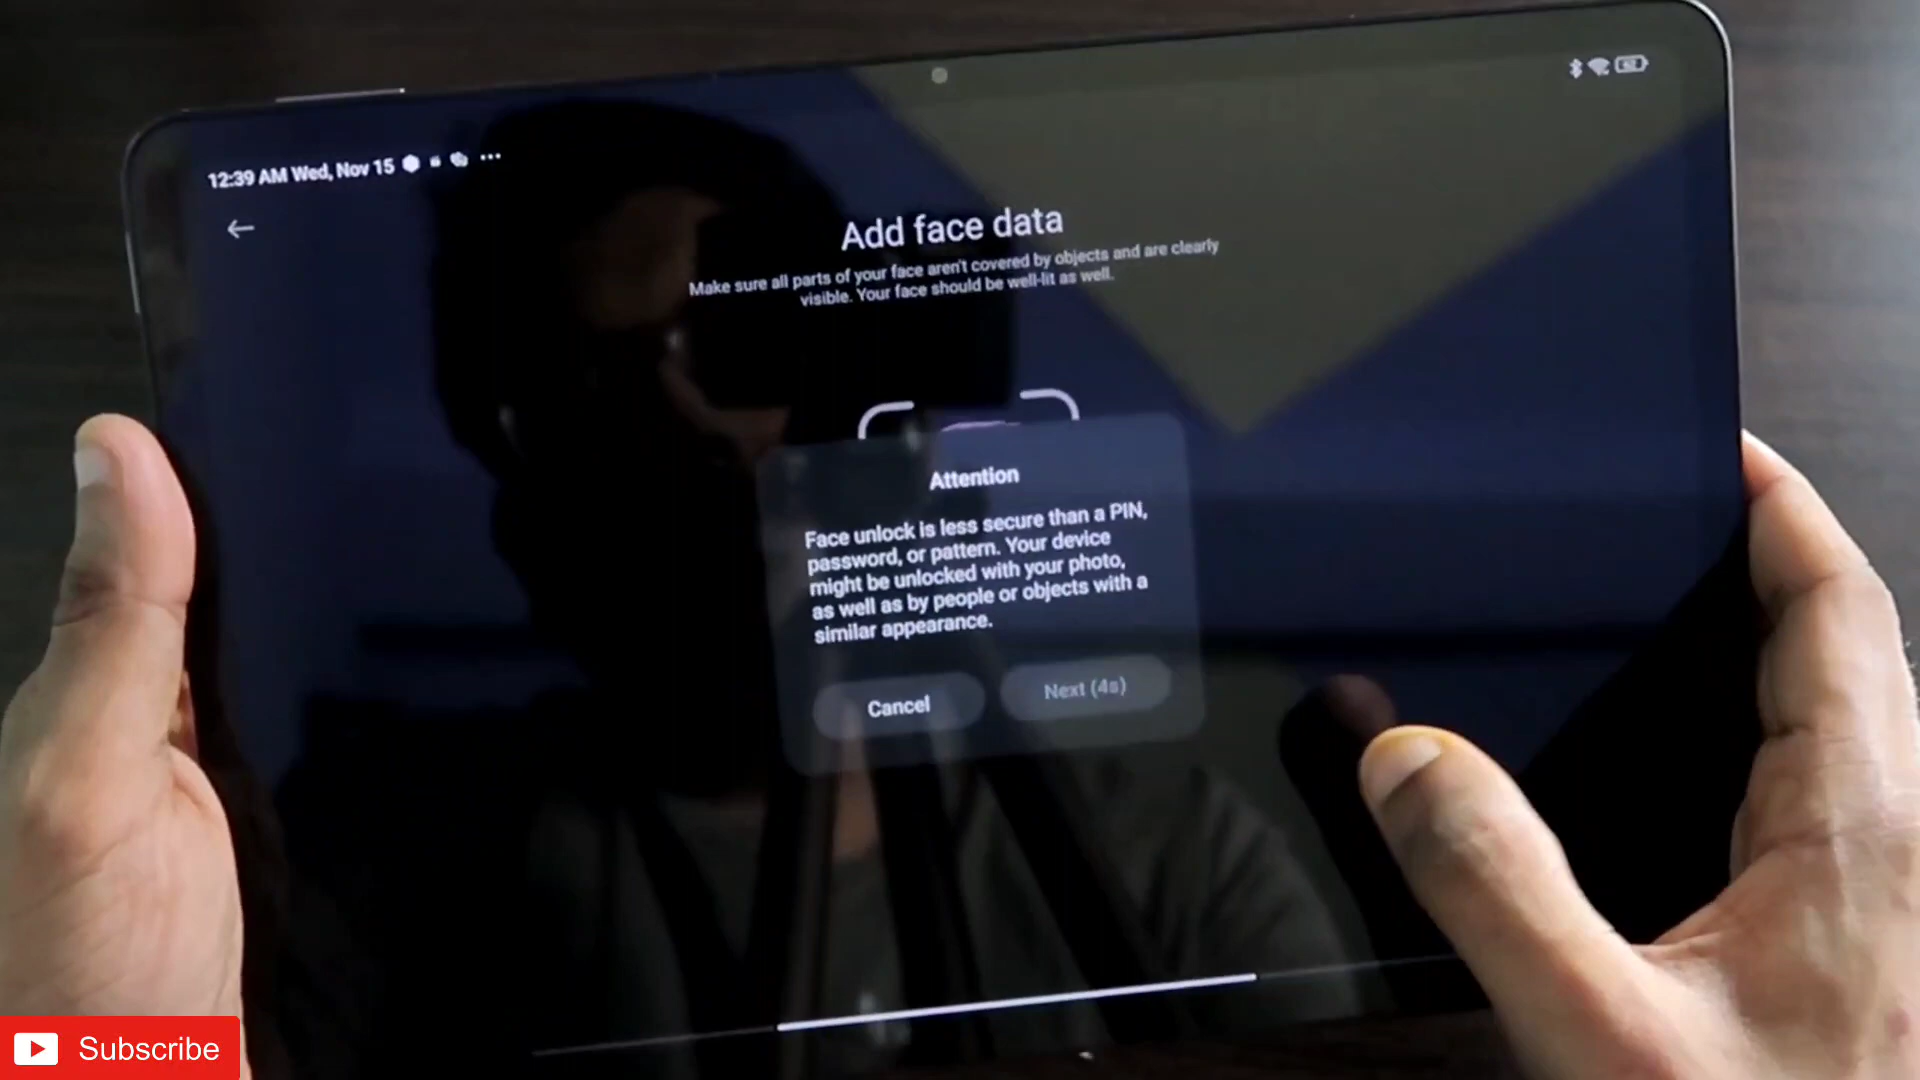 12:39 AM Wed, Nov 15
Add face data
Make sure all parts of your face aren't covered by objects and are clearly
visible. Your face should be well-lit as well.
Attention
Face unlock is less secure than a PIN,
password, or pattern. Your device
might be unlocked with your photo,
as well as by people or objects with a
similar appearance.
Cancel
Next (4s)
Subscribe